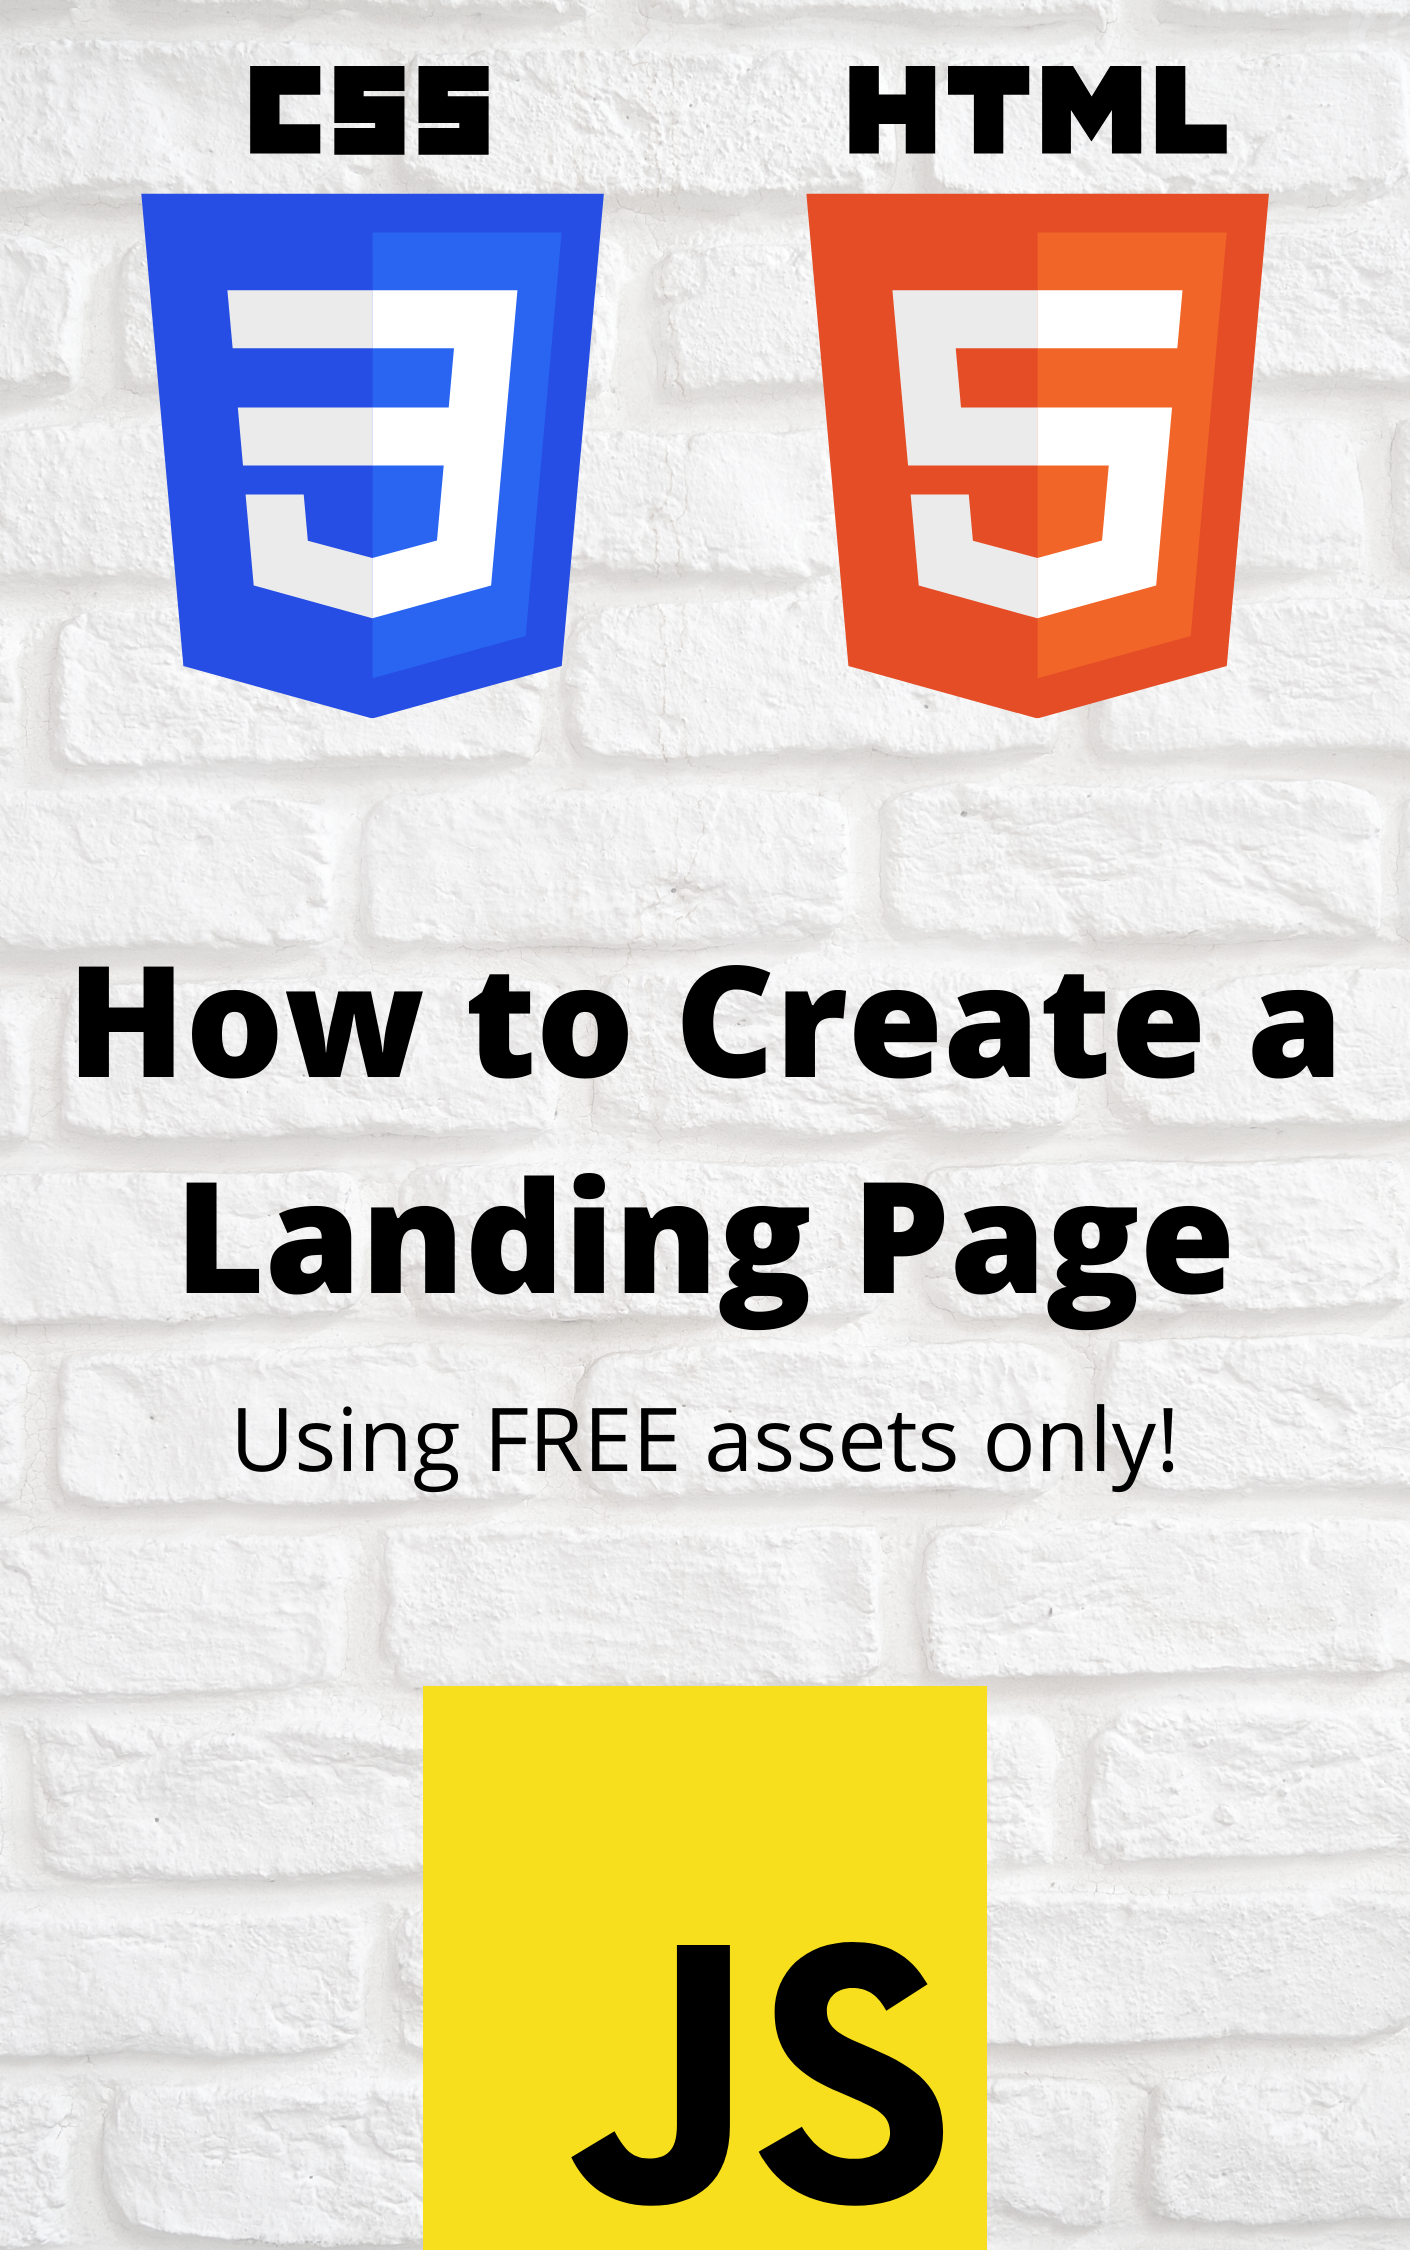 CSS HTML
3 5
How to Create a
Landing Page
Using FREE assets only!
JS